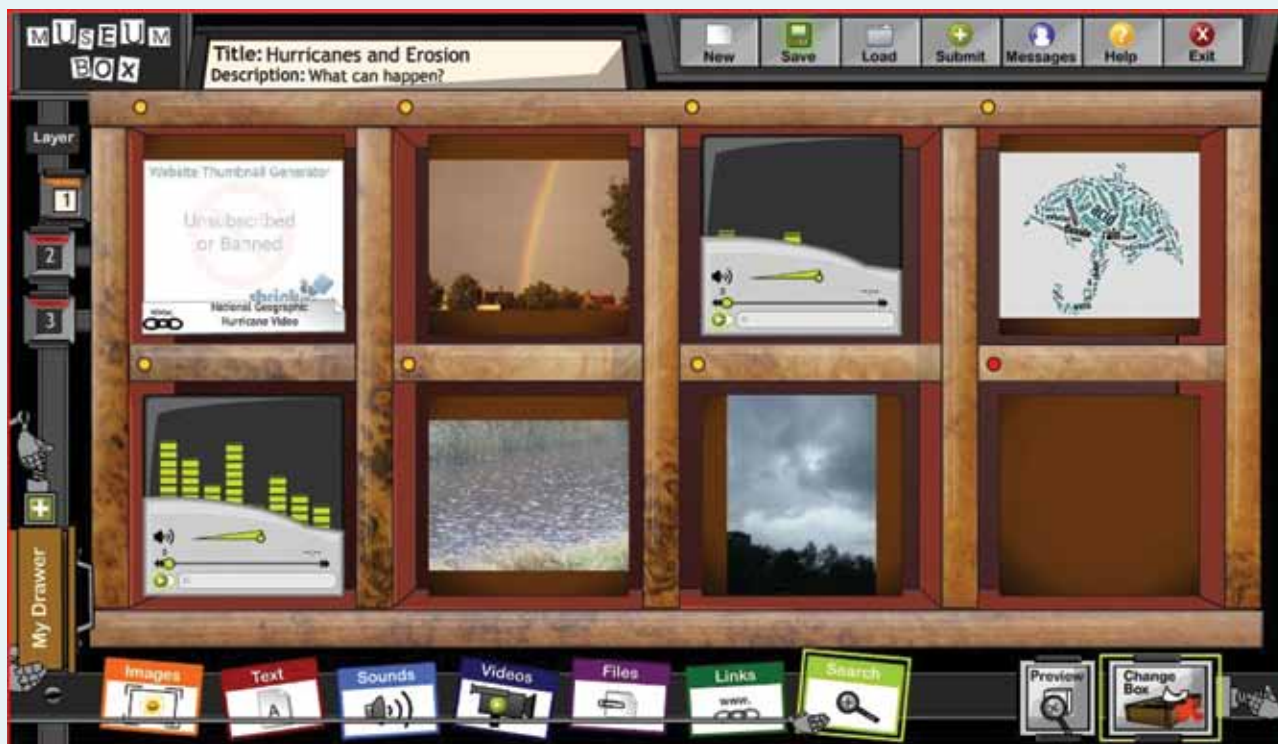 MUSEUM
BOX
Title: Hurricanes and Erosion
Description: What can happen?
New
Save
Load
Submit
Messages
Help
Exit
Layer
1
2
3
Website Thumbnail Generator
Unsubscribed
or Banned
National Geographic
Hurricane Video
acid
rain
My Drawer
Images
Text
A
Sounds
Videos
Files
Links
www.
Search
Preview
Change
Box